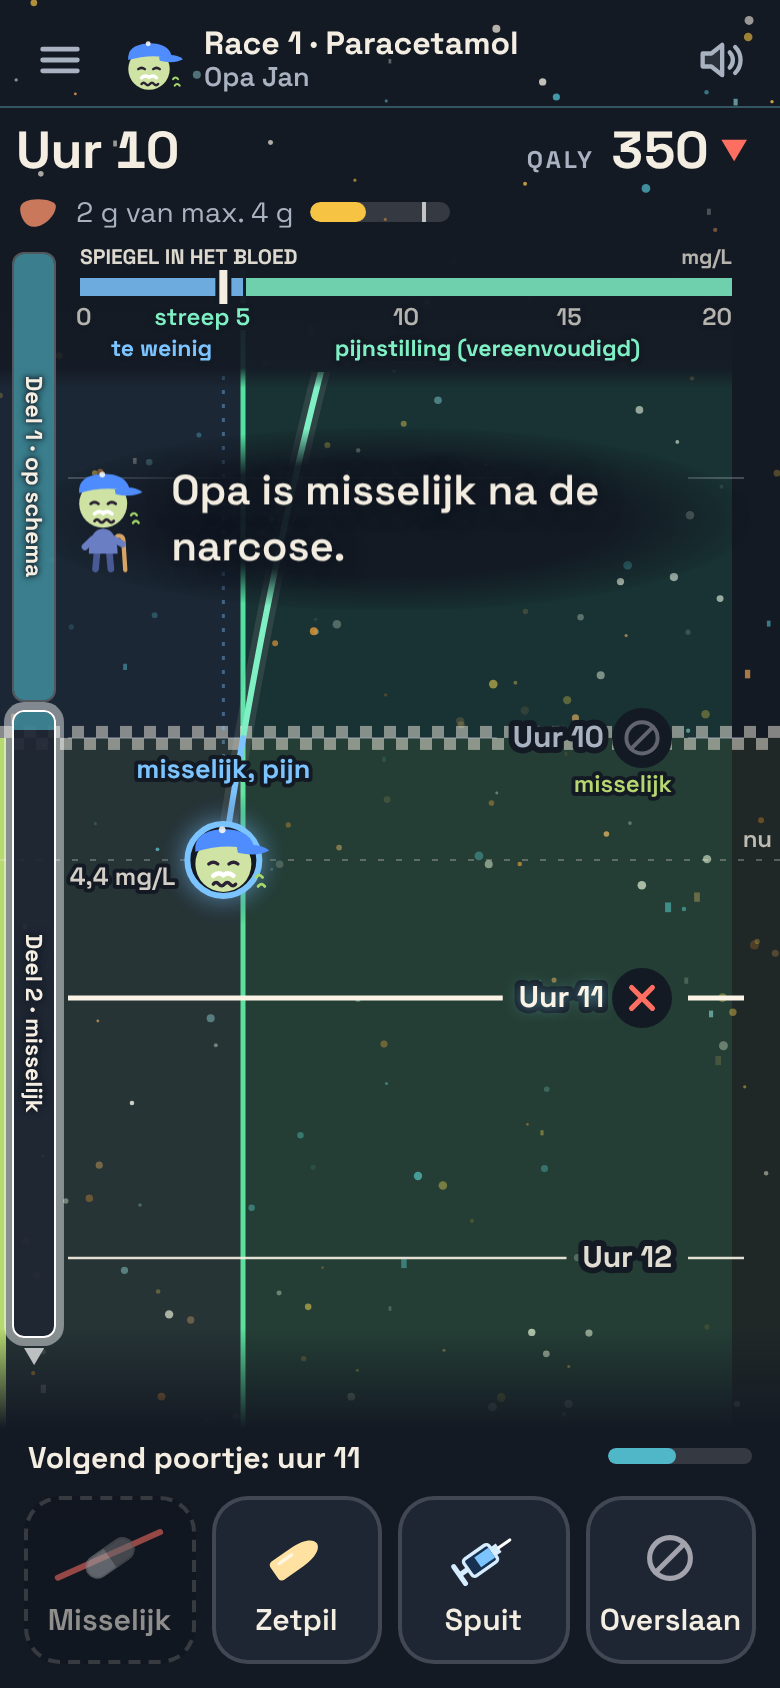 Race 1 · Paracetamol
Opa Jan
Uur 10
QALY 350
2 g van max. 4 g
SPIEGEL IN HET BLOED mg/L
0 streep 5 10 15 20
te weinig pijnstilling (vereenvoudigd)
Deel 1 · op schema
Opa is misselijk na de
narcose.
Uur 10
misselijk, pijn
misselijk
nu
4,4 mg/L
Deel 2 · misselijk
Uur 11
Uur 12
Volgend poortje: uur 11
Misselijk
Zetpil
Spuit
Overslaan